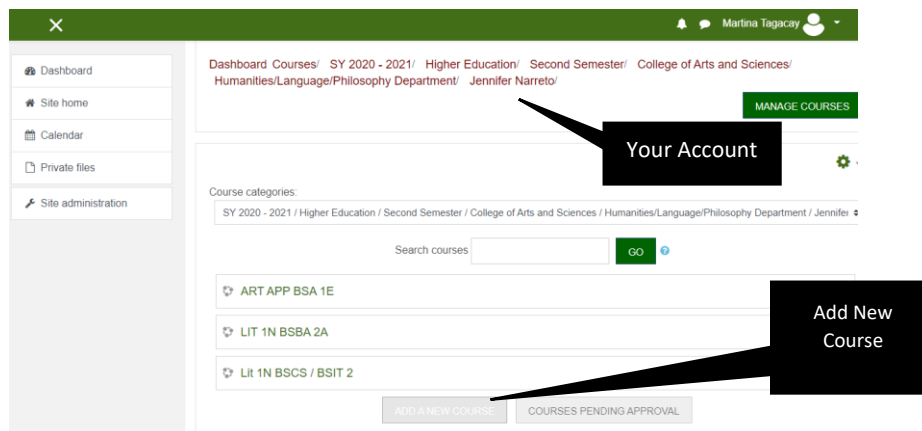 Martina Tagacay
Dashboard
Site home
Calendar
Private files
Site administration
Dashboard Courses/ SY 2020 - 2021/ Higher Education/ Second Semester/ College of Arts and Sciences/
Humanities/Language/Philosophy Department/ Jennifer Narreto/
MANAGE COURSES
Your Account
Course categories:
SY 2020 - 2021 / Higher Education / Second Semester / College of Arts and Sciences / Humanities/Language/Philosophy Department / Jennifer
Search courses
GO
ART APP BSA 1E
LIT 1N BSBA 2A
Lit 1N BSCS / BSIT 2
Add New
Course
ADD A NEW COURSE
COURSES PENDING APPROVAL